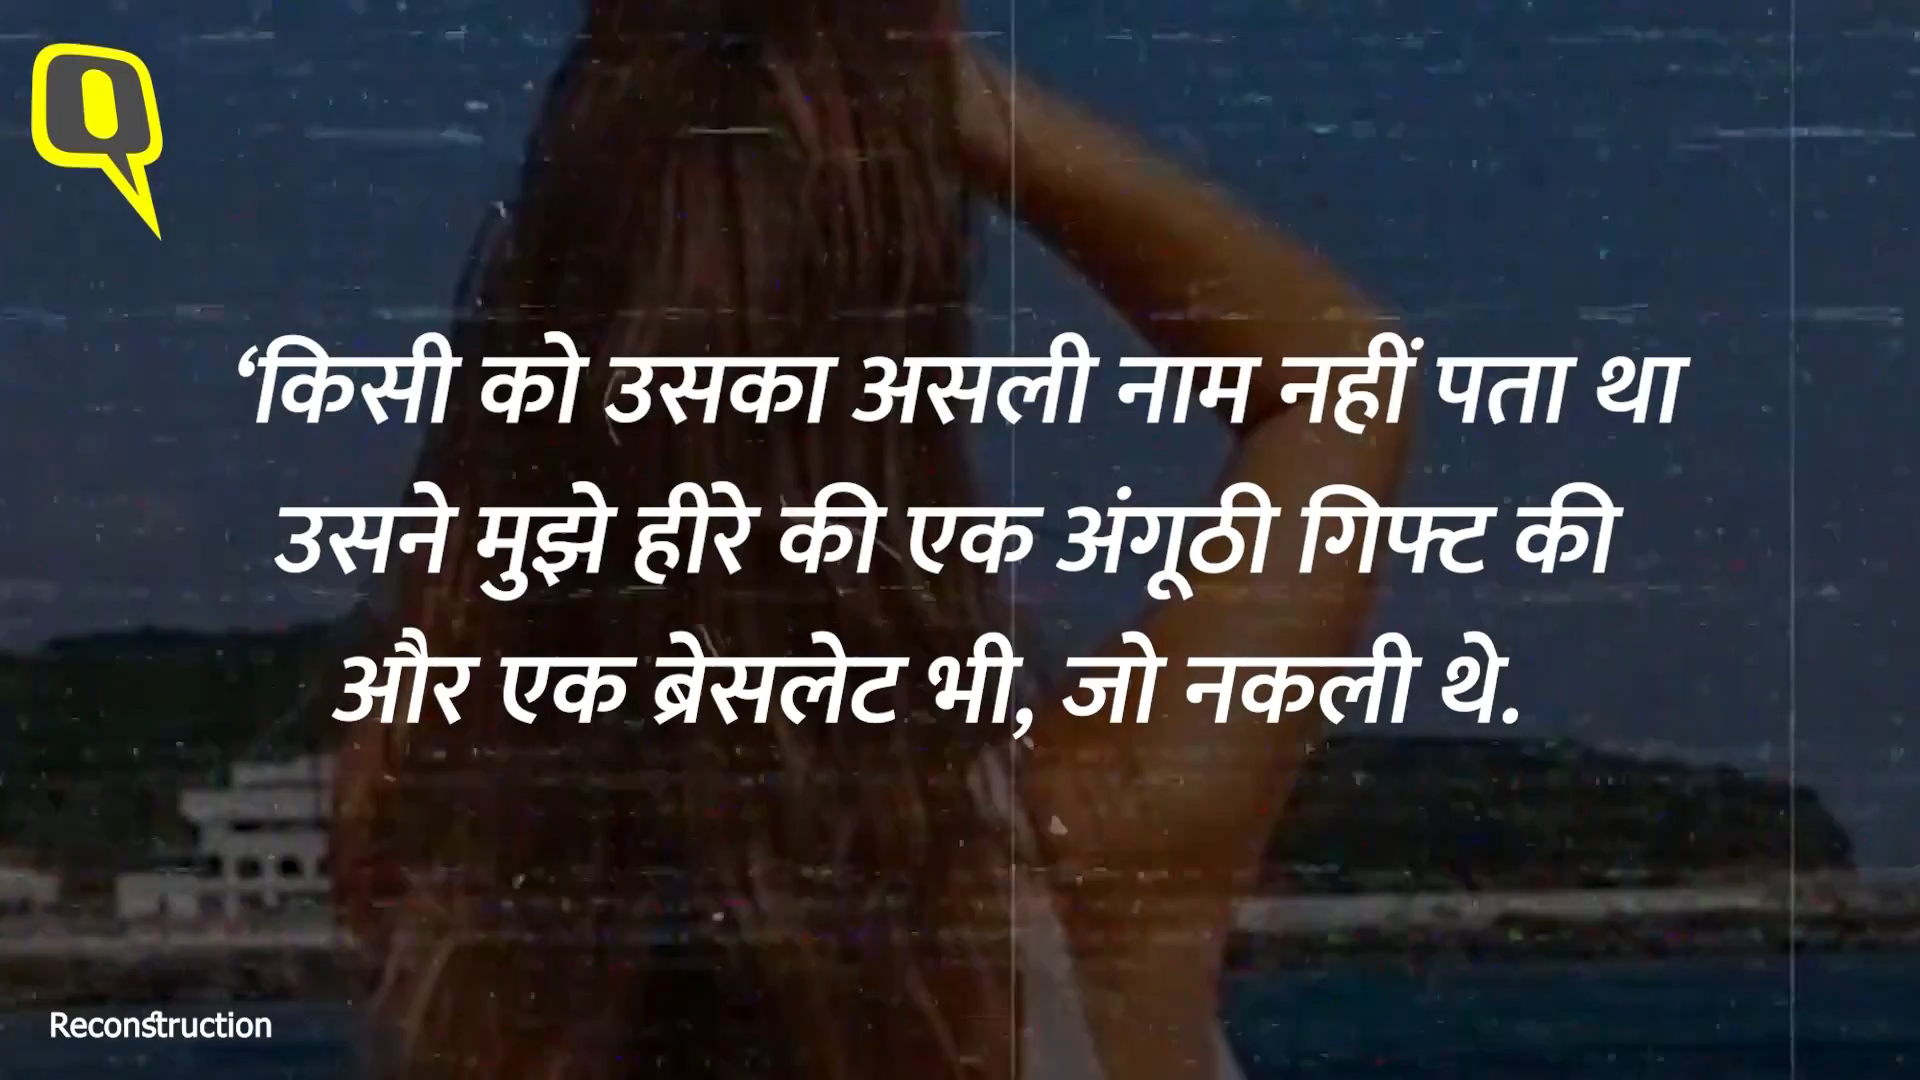 ‘किसी को उसका असली नाम नहीं पता था
उसने मुझे हीरे की एक अंगूठी गिफ्ट की
और एक ब्रेसलेट भी, जो नकली थे.
Reconstruction